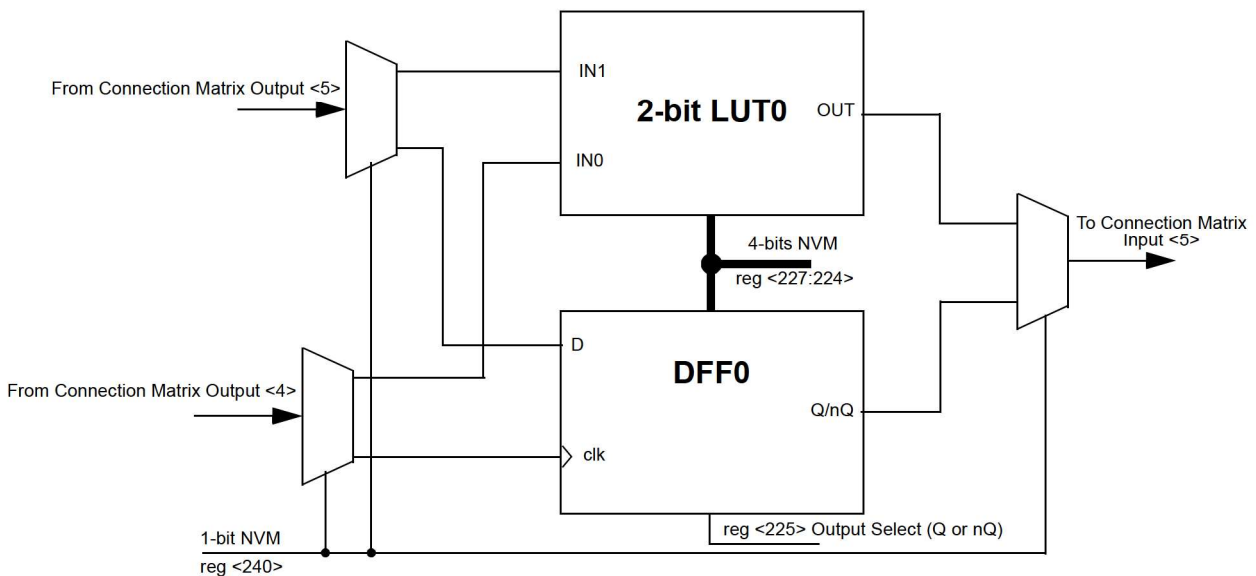 From Connection Matrix Output <5>
IN1
2-bit LUT0
OUT
IN0
To Connection Matrix
Input <5>
4-bits NVM
reg <227:224>
D
DFF0
From Connection Matrix Output <4>
Q/nQ
clk
reg <225> Output Select (Q or nQ)
1-bit NVM
reg <240>